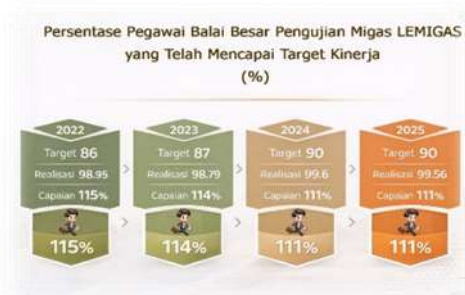 Persentase Pegawai Balai Besar Pengujian Migas LEMIGAS
yang Telah Mencapai Target Kinerja
(%)
2022
Target 86
Realisasi 98.95
Capaian 115%
115%
2023
Target 87
Realisasi 98.79
Capaian 114%
114%
2024
Target 90
Realisasi 99.6
Capaian 111%
111%
2025
Target 90
Realisasi 99.56
Capaian 111%
111%